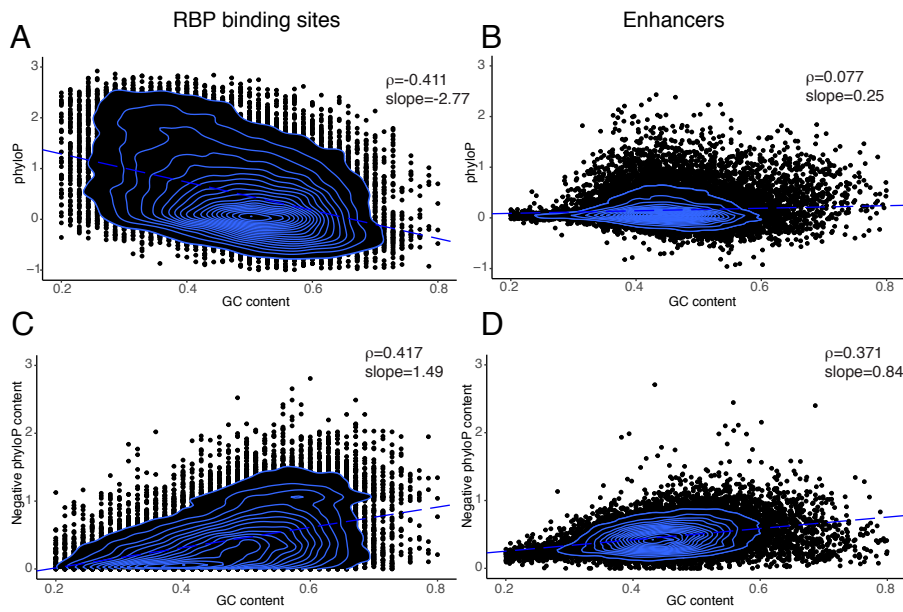 RBP binding sites
Enhancers
A
ρ=-0.411
slope=-2.77
3
2
1
0
−1
phyloP
0.2
0.4
0.6
0.8
GC content
B
ρ=0.077
slope=0.25
3
2
1
0
−1
phyloP
0.2
0.4
0.6
0.8
GC content
C
ρ=0.417
slope=1.49
3
2
1
0
Negative phyloP content
0.2
0.4
0.6
0.8
GC content
D
ρ=0.371
slope=0.84
3
2
1
0
Negative phyloP content
0.2
0.4
0.6
0.8
GC content